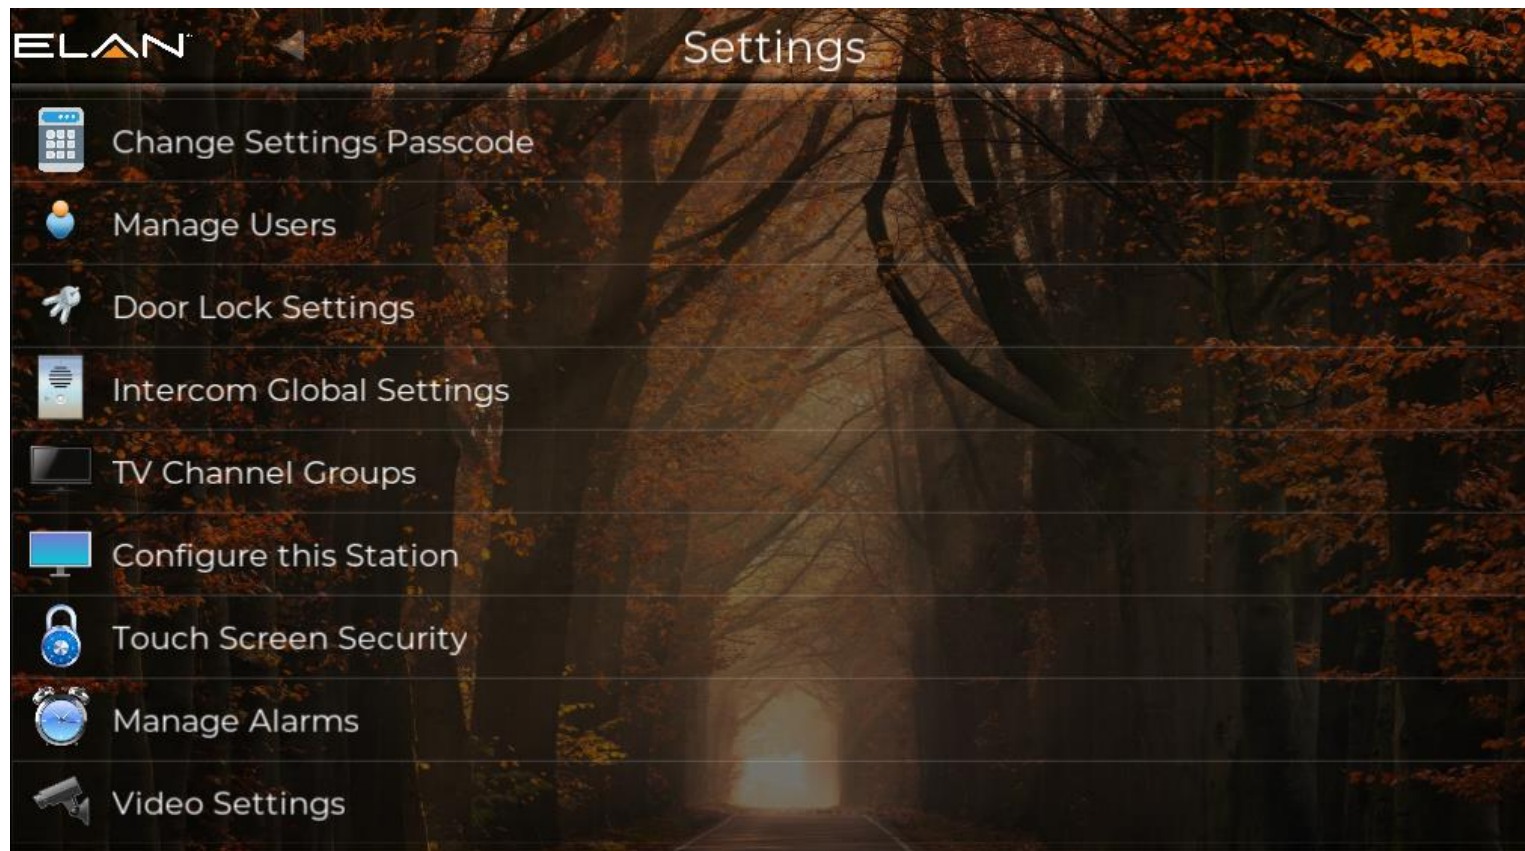 ELAN
Settings
Change Settings Passcode
Manage Users
Door Lock Settings
Intercom Global Settings
TV Channel Groups
Configure this Station
Touch Screen Security
Manage Alarms
Video Settings